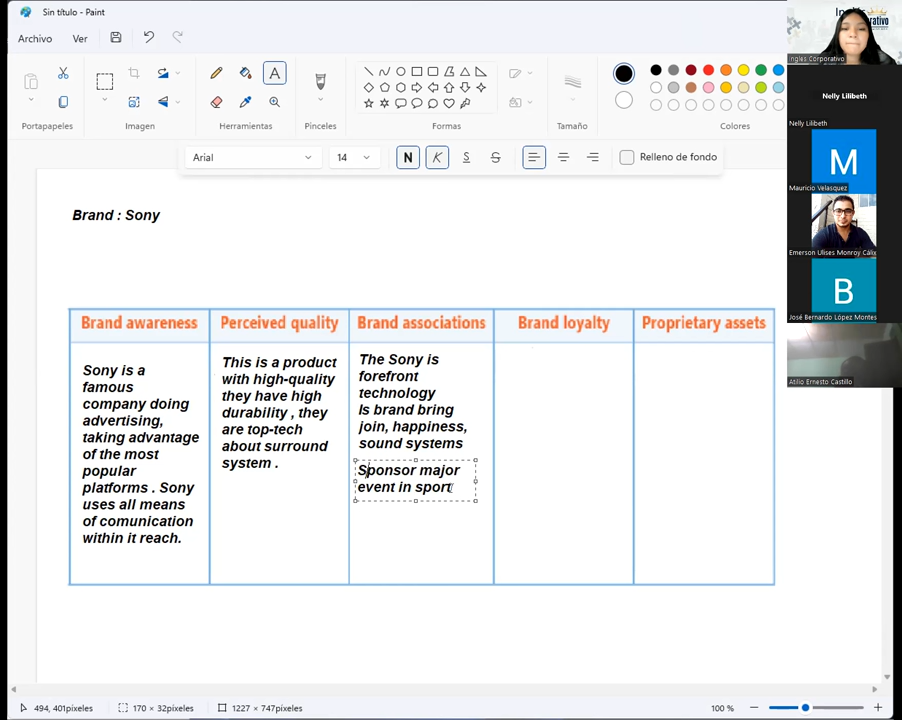 Sin título - Paint
Archivo
Ver
Portapapeles
Imagen
Herramientas
Pinceles
Formas
Tamaño
Colores
Arial
14
N
K
S
S
Relleno de fondo
Brand : Sony
Brand awareness
Sony is a
famous
company doing
advertising,
taking advantage
of the most
popular
platforms . Sony
uses all means
of comunication
within it reach.
Perceived quality
This is a product
with high-quality
they have high
durability , they
are top-tech
about surround
system .
Brand associations
The Sony is
forefront
technology
Is brand bring
join, happiness,
sound systems
Sponsor major
event in sport
Brand loyalty
Proprietary assets
Inglés Corporativo
Nelly Lilibeth
Nelly Lilibeth
M
Mauricio Velasquez
Emerson Ulises Monroy Cálix
B
José Bernardo López Montes
Atilio Ernesto Castillo
494, 401píxeles
170 × 32píxeles
1227 × 747píxeles
100 %